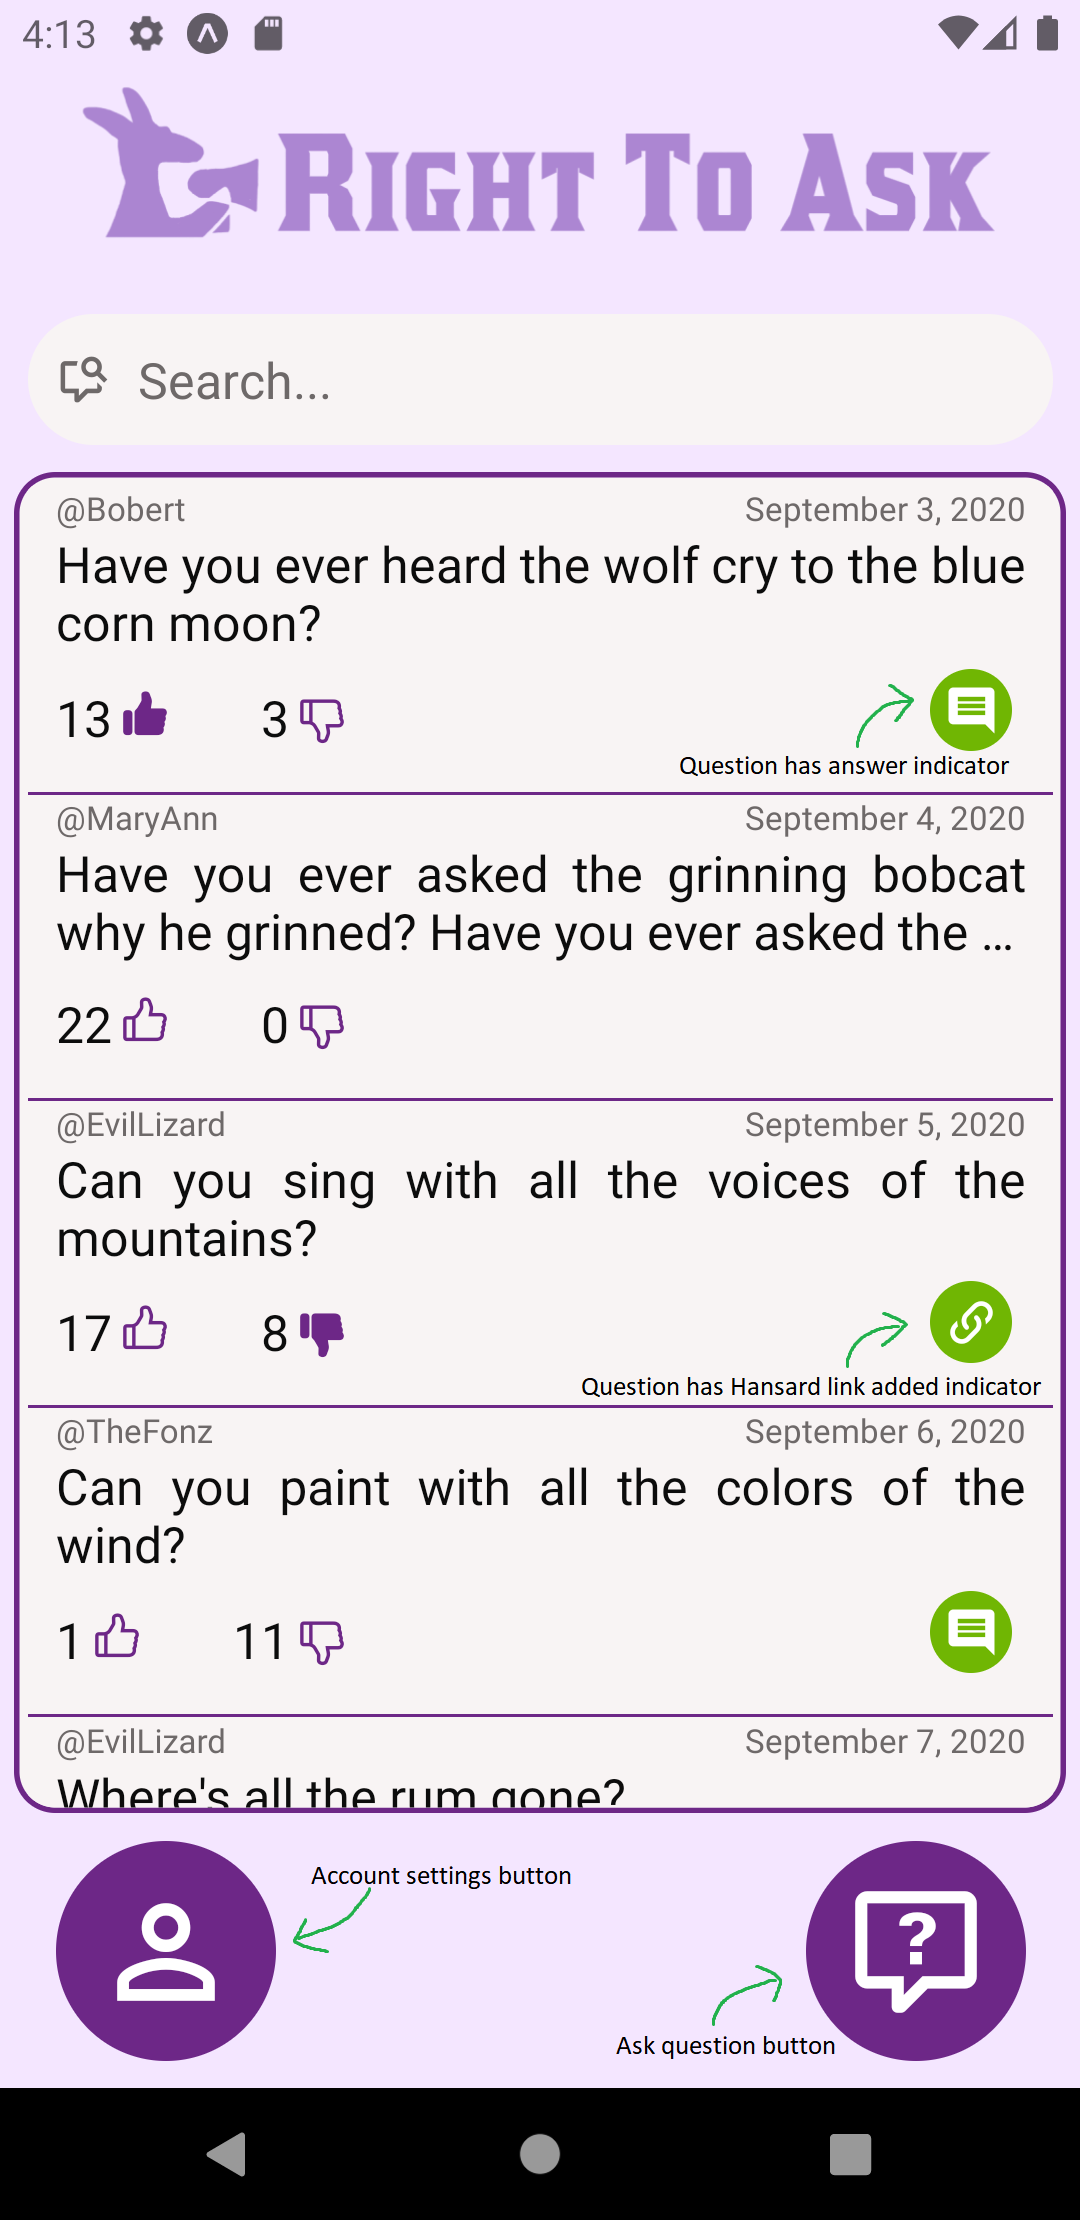 4:13
RIGHT TO ASK
Search...
@Bobert September 3, 2020
Have you ever heard the wolf cry to the blue
corn moon?
13 3
Question has answer indicator
@MaryAnn September 4, 2020
Have you ever asked the grinning bobcat
why he grinned? Have you ever asked the ...
22 0
@EvilLizard September 5, 2020
Can you sing with all the voices of the
mountains?
17 8
Question has Hansard link added indicator
@TheFonz September 6, 2020
Can you paint with all the colors of the
wind?
1 11
@EvilLizard September 7, 2020
Where's all the rum gone?
Account settings button
?
Ask question button